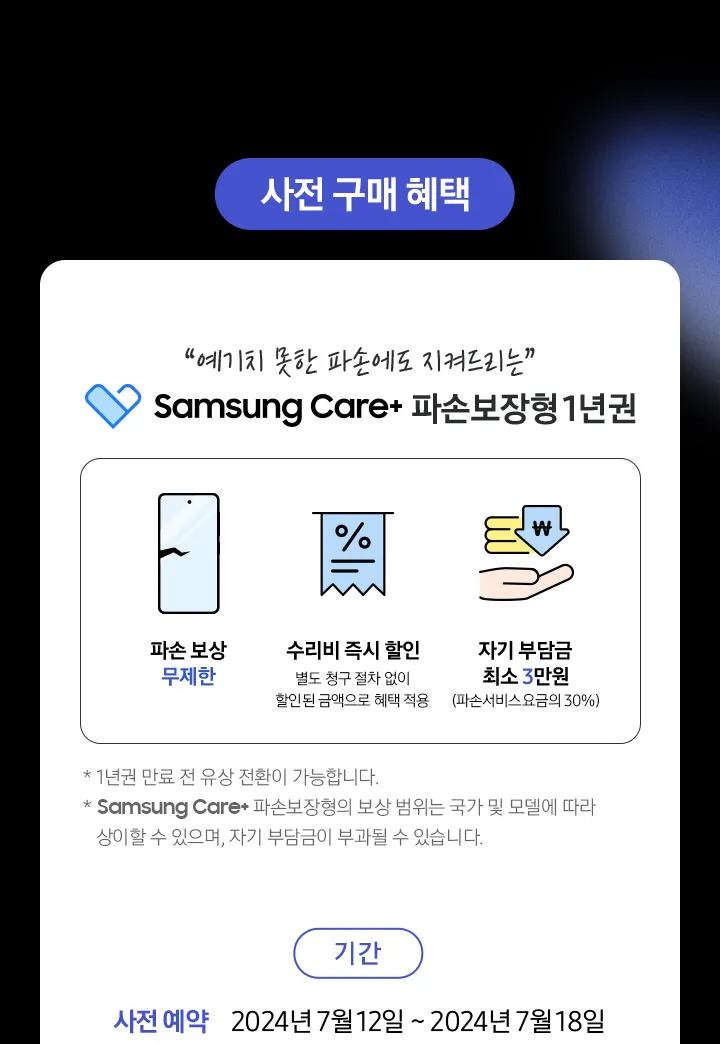 사전 구매 혜택
“예기치 못한 파손에도 지켜드리는”
Samsung Care+ 파손보장형 1년권
%
₩
파손 보상
무제한
수리비 즉시 할인
별도 청구 절차 없이
할인된 금액으로 혜택 적용
자기 부담금
최소 3만원
(파손서비스요금의 30%)
* 1년권 만료 전 유상 전환이 가능합니다.
* Samsung Care+ 파손보장형의 보상 범위는 국가 및 모델에 따라
상이할 수 있으며, 자기 부담금이 부과될 수 있습니다.
기간
사전 예약 2024년 7월 12일 ~ 2024년 7월 18일